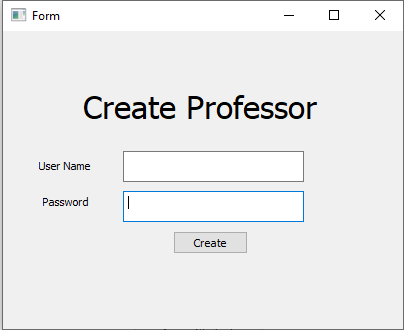 Form
Create Professor
User Name
Password
Create